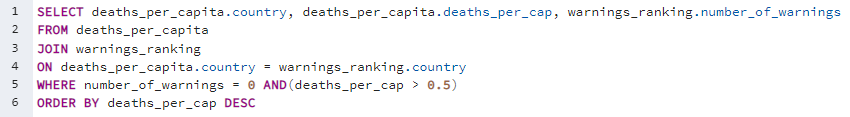 1 SELECT deaths_per_capita.country, deaths_per_capita.deaths_per_cap, warnings_ranking.number_of_warnings
2 FROM deaths_per_capita
3 JOIN warnings_ranking
4 ON deaths_per_capita.country = warnings_ranking.country
5 WHERE number_of_warnings = 0 AND(deaths_per_cap > 0.5)
6 ORDER BY deaths_per_cap DESC